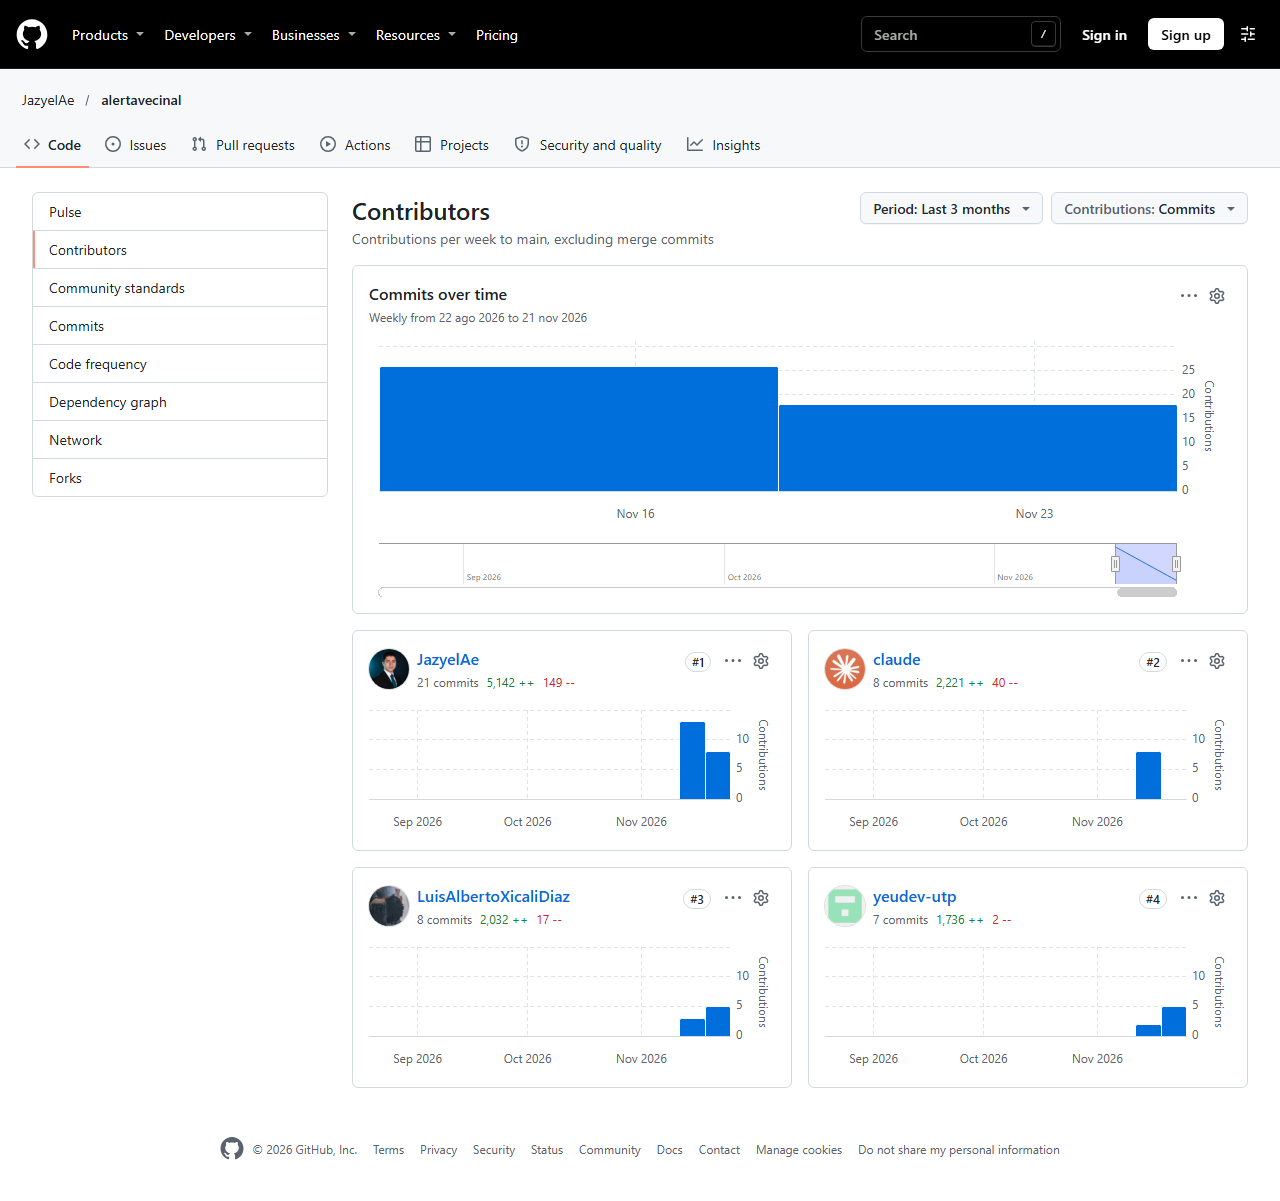 Products Developers Businesses Resources Pricing Search / Sign in Sign up
JazyelAe / alertavecinal
Code Issues Pull requests Actions Projects Security and quality Insights
Pulse
Contributors
Community standards
Commits
Code frequency
Dependency graph
Network
Forks
Contributors
Period: Last 3 months Contributions: Commits
Contributions per week to main, excluding merge commits
Commits over time
Weekly from 22 ago 2026 to 21 nov 2026
25
20
15
10
5
0
Contributions
Nov 16 Nov 23
Sep 2026 Oct 2026 Nov 2026
JazyelAe #1
21 commits 5,142 ++ 149 --
10
5
0
Contributions
Sep 2026 Oct 2026 Nov 2026
claude #2
8 commits 2,221 ++ 40 --
10
5
0
Contributions
Sep 2026 Oct 2026 Nov 2026
LuisAlbertoXicaliDiaz #3
8 commits 2,032 ++ 17 --
10
5
0
Contributions
Sep 2026 Oct 2026 Nov 2026
yeudev-utp #4
7 commits 1,736 ++ 2 --
10
5
0
Contributions
Sep 2026 Oct 2026 Nov 2026
© 2026 GitHub, Inc. Terms Privacy Security Status Community Docs Contact Manage cookies Do not share my personal information